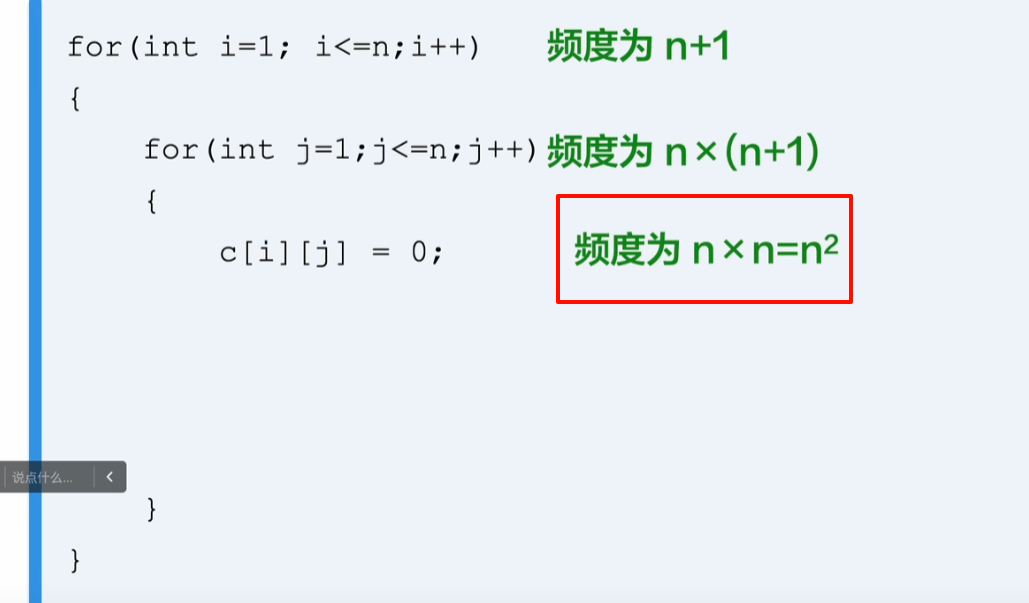 for(int i=1; i<=n;i++) 频度为 n+1
{
for(int j=1;j<=n;j++) 频度为 n×(n+1)
{
c[i][j] = 0; 频度为 n×n=n²
说点什么...
}
}